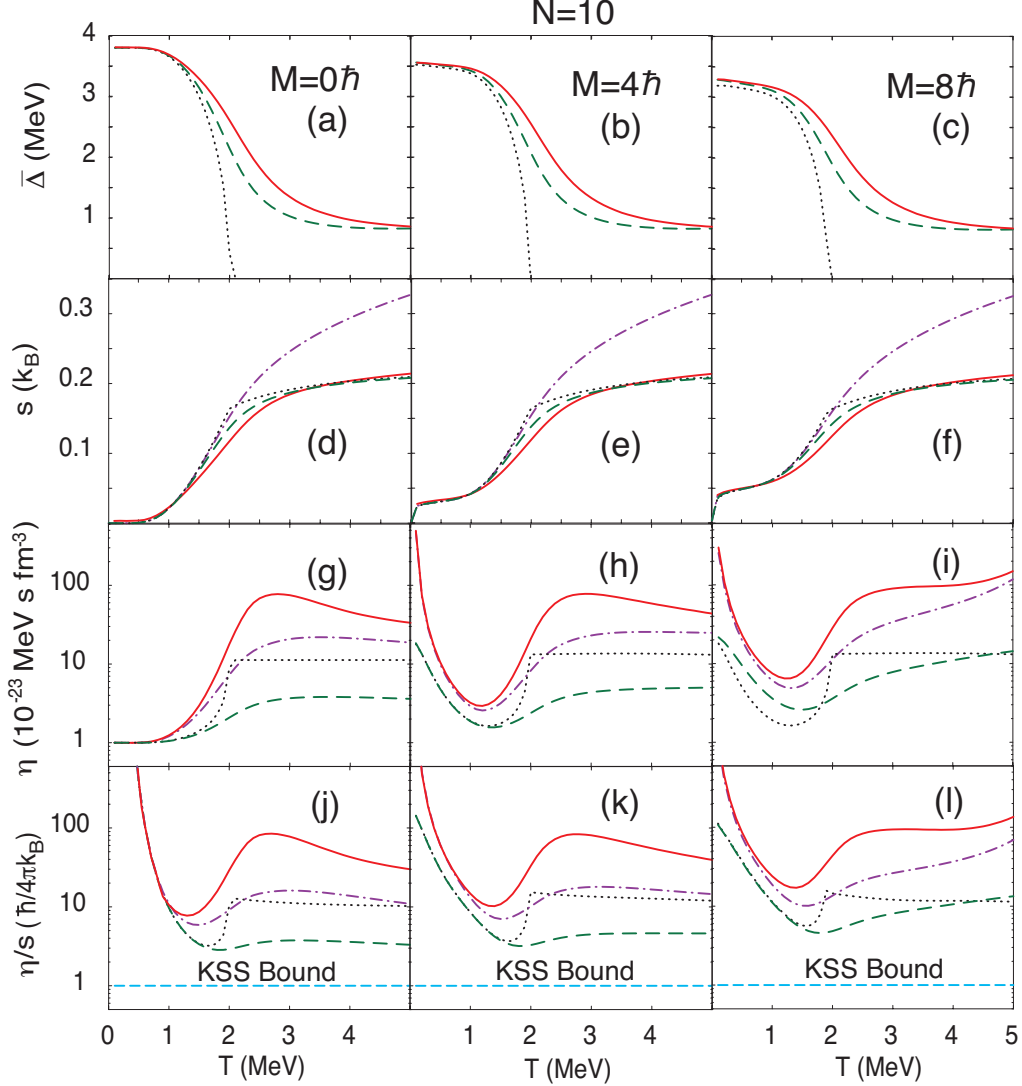 N=10
4
3
2
1
Δ̅ (MeV)
M=0ħ
(a)
M=4ħ
(b)
M=8ħ
(c)
0.3
0.2
0.1
s (k_B)
(d)
(e)
(f)
100
10
1
η (10⁻²³ MeV s fm⁻³)
(g)
(h)
(i)
100
10
1
η/s (ħ/4πk_B)
(j)
(k)
(l)
KSS Bound
KSS Bound
KSS Bound
0 1 2 3 4
1 2 3 4
1 2 3 4 5
T (MeV)
T (MeV)
T (MeV)